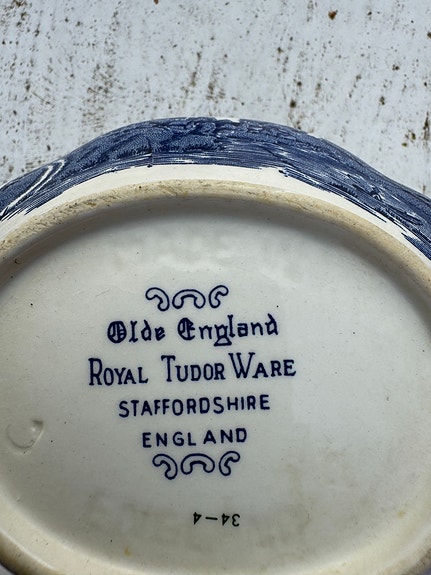 Olde England
ROYAL TUDOR WARE
STAFFORDSHIRE
ENGLAND
34-4